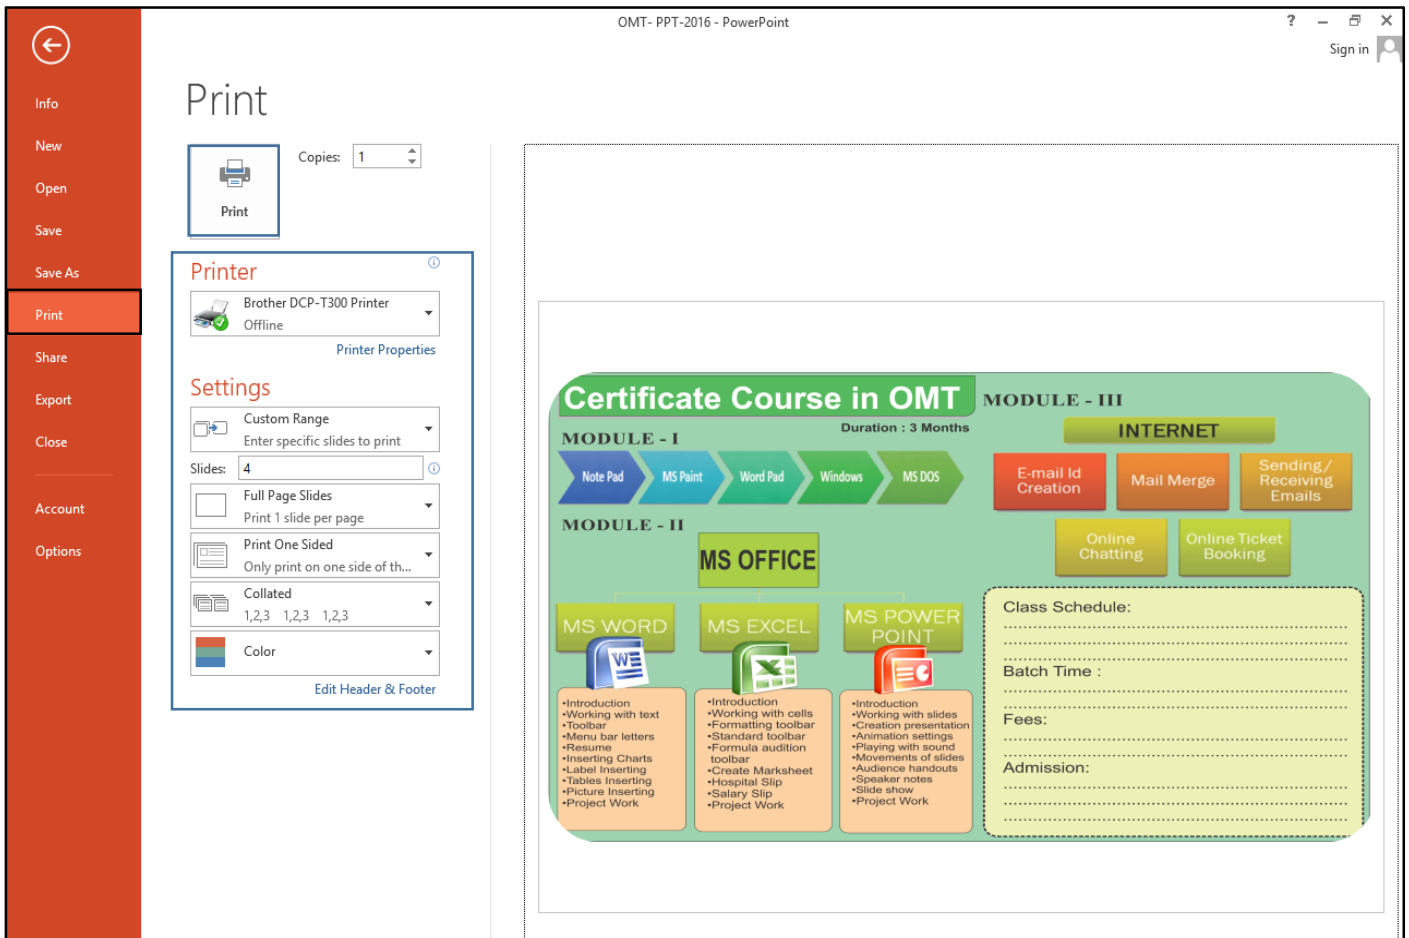 OMT- PPT-2016 - PowerPoint
?
Sign in
Info
New
Open
Save
Save As
Print
Share
Export
Close
Account
Options
Print
Print
Copies: 1
Printer
Brother DCP-T300 Printer
Offline
Printer Properties
Settings
Custom Range
Enter specific slides to print
Slides: 4
Full Page Slides
Print 1 slide per page
Print One Sided
Only print on one side of th...
Collated
1,2,3 1,2,3 1,2,3
Color
Edit Header & Footer
Certificate Course in OMT
Duration : 3 Months
MODULE - I
Note Pad
MS Paint
Word Pad
Windows
MS DOS
MODULE - II
MS OFFICE
MS WORD
•Introduction
•Working with text
•Toolbar
•Menu bar letters
•Resume
•Inserting Charts
•Label Inserting
•Tables Inserting
•Picture Inserting
•Project Work
MS EXCEL
•Introduction
•Working with cells
•Formatting toolbar
•Standard toolbar
•Formula audition
toolbar
•Create Marksheet
•Hospital Slip
•Salary Slip
•Project Work
MS POWER
POINT
•Introduction
•Working with slides
•Creation presentation
•Animation settings
•Playing with sound
•Movements of slides
•Audience handouts
•Speaker notes
•Slide show
•Project Work
MODULE - III
INTERNET
E-mail Id
Creation
Mail Merge
Sending/
Receiving
Emails
Online
Chatting
Online Ticket
Booking
Class Schedule:
Batch Time :
Fees:
Admission: